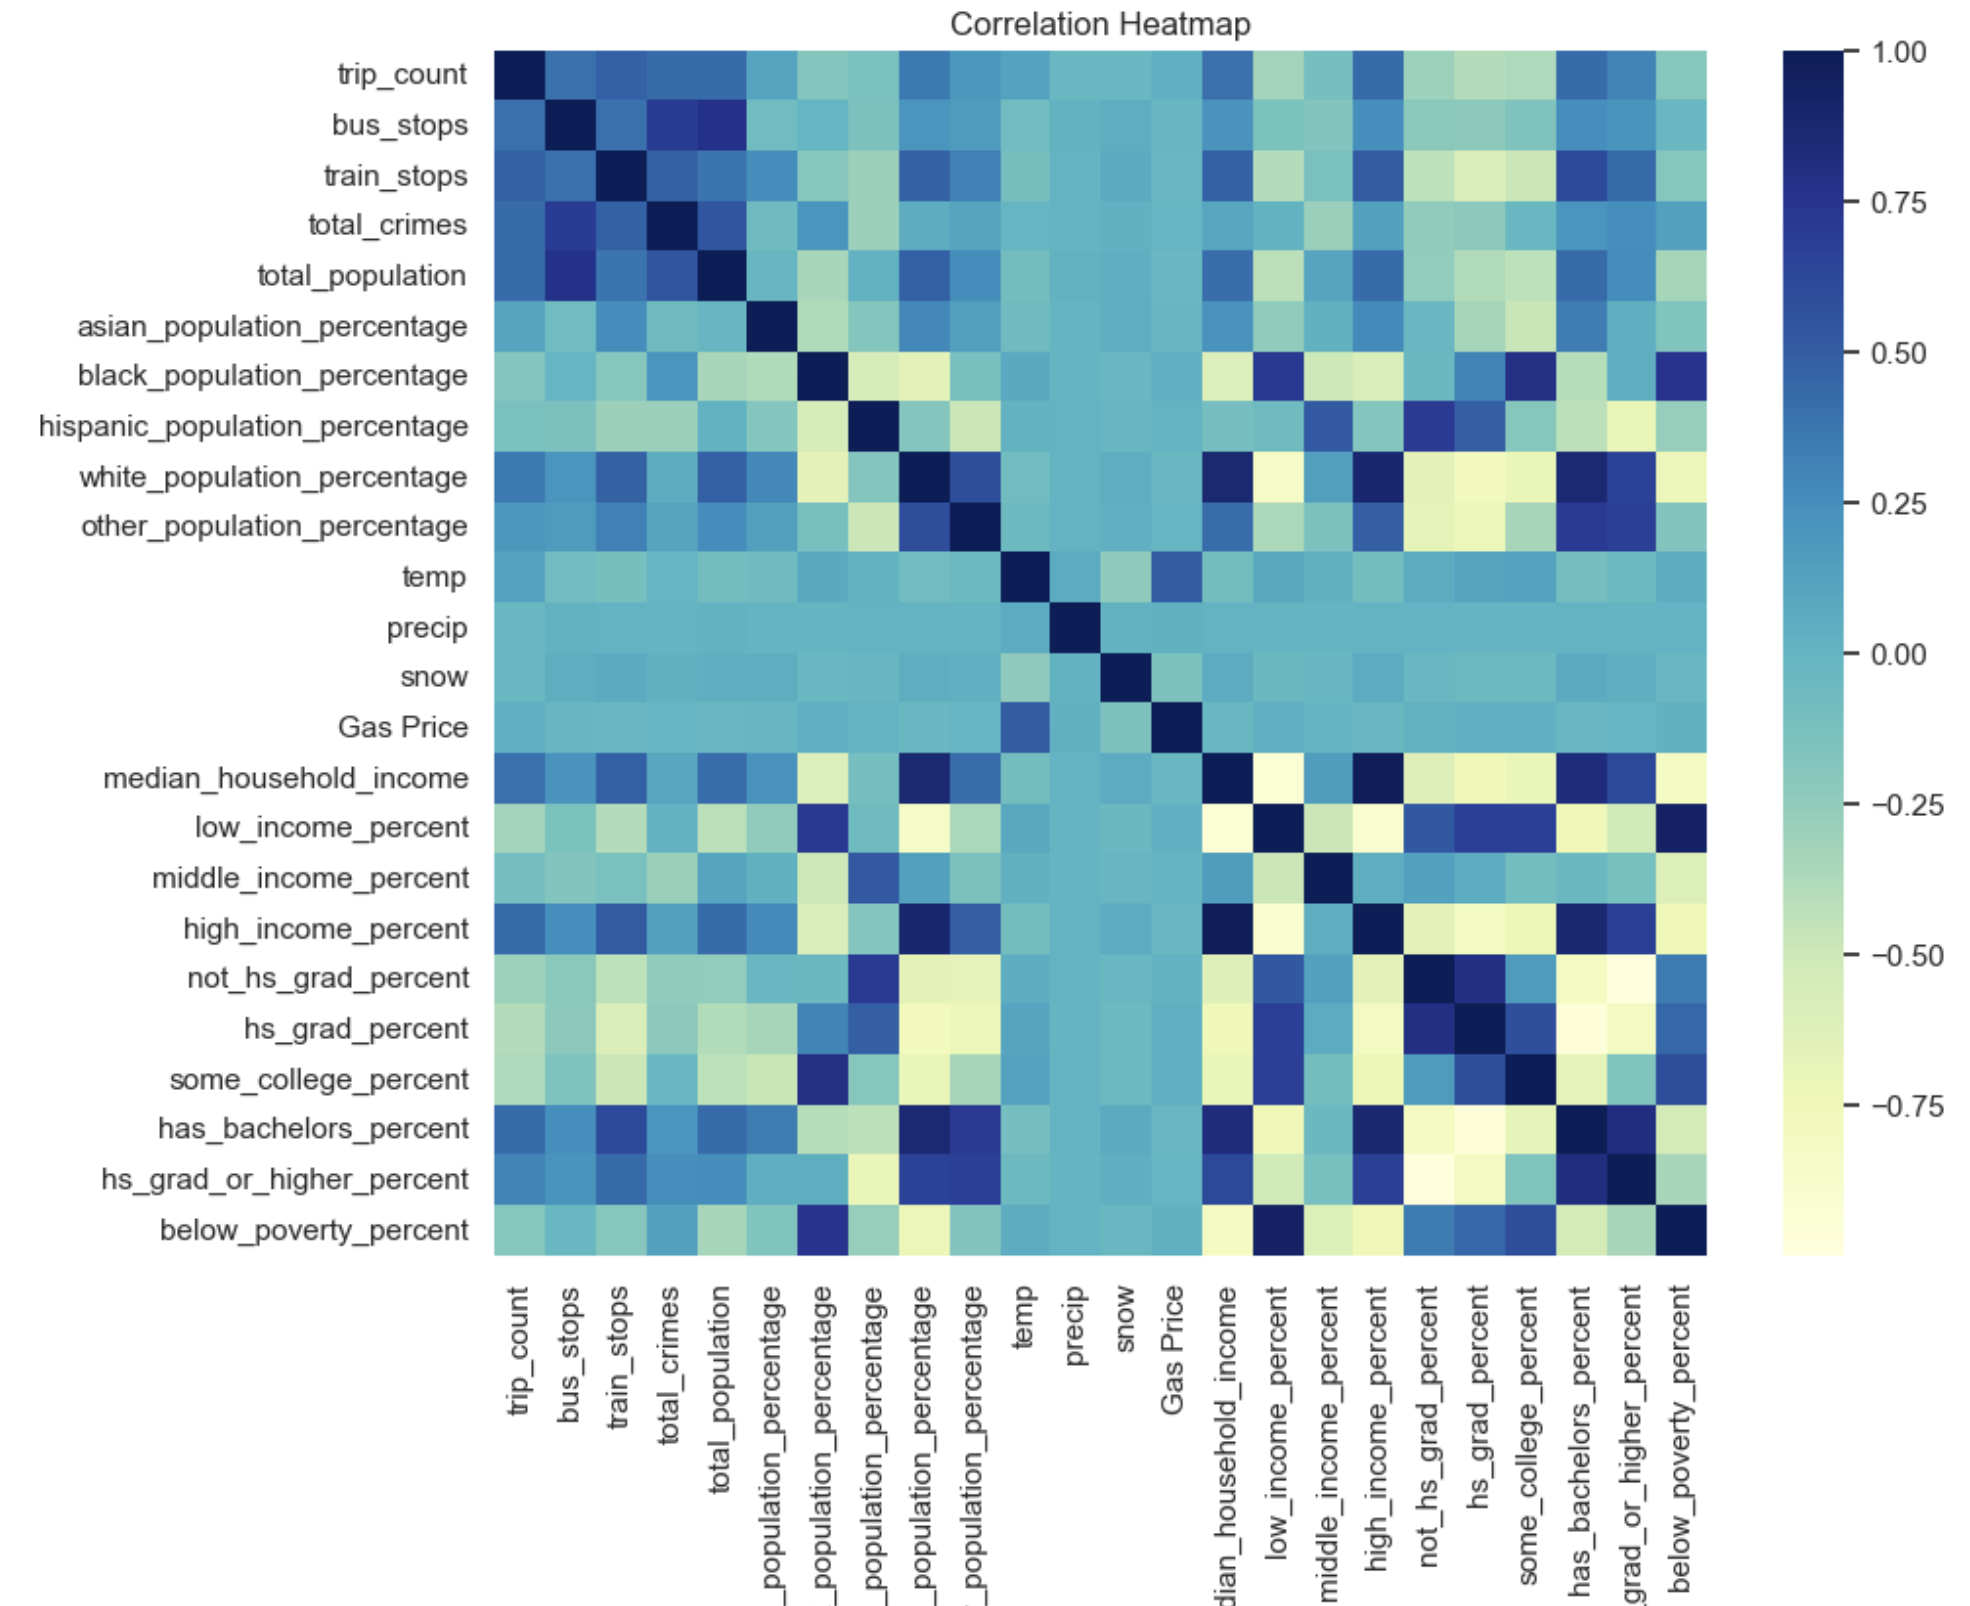 Correlation Heatmap
trip_count
bus_stops
train_stops
total_crimes
total_population
asian_population_percentage
black_population_percentage
hispanic_population_percentage
white_population_percentage
other_population_percentage
temp
precip
snow
Gas Price
median_household_income
low_income_percent
middle_income_percent
high_income_percent
not_hs_grad_percent
hs_grad_percent
some_college_percent
has_bachelors_percent
hs_grad_or_higher_percent
below_poverty_percent
trip_count
bus_stops
train_stops
total_crimes
total_population
_population_percentage
_population_percentage
_population_percentage
_population_percentage
_population_percentage
temp
precip
snow
Gas Price
dian_household_income
low_income_percent
middle_income_percent
high_income_percent
not_hs_grad_percent
hs_grad_percent
some_college_percent
has_bachelors_percent
grad_or_higher_percent
below_poverty_percent
1.00
0.75
0.50
0.25
0.00
−0.25
−0.50
−0.75